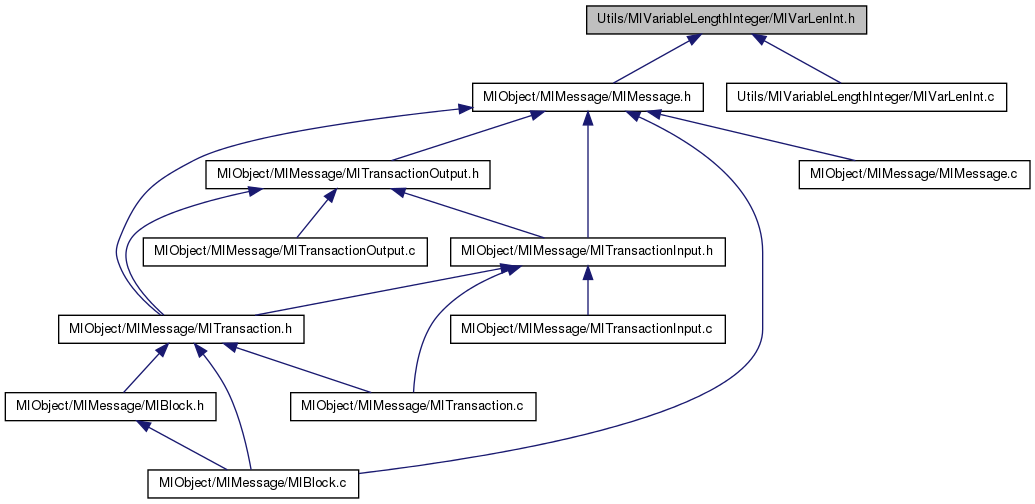 Utils/MIVariableLengthInteger/MIVarLenInt.h
MIObject/MIMessage/MIMessage.h
Utils/MIVariableLengthInteger/MIVarLenInt.c
MIObject/MIMessage/MITransactionOutput.h
MIObject/MIMessage/MIMessage.c
MIObject/MIMessage/MITransactionOutput.c
MIObject/MIMessage/MITransactionInput.h
MIObject/MIMessage/MITransaction.h
MIObject/MIMessage/MITransactionInput.c
MIObject/MIMessage/MIBlock.h
MIObject/MIMessage/MITransaction.c
MIObject/MIMessage/MIBlock.c